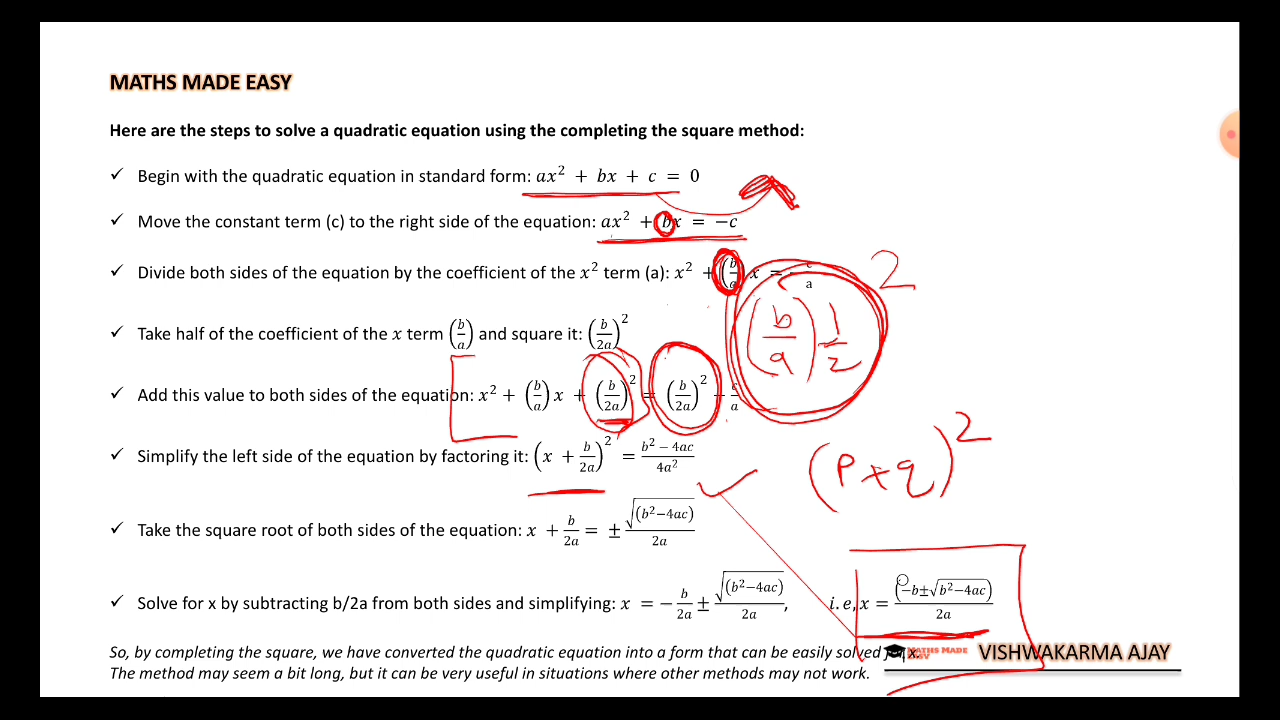 MATHS MADE EASY
Here are the steps to solve a quadratic equation using the completing the square method:
✓ Begin with the quadratic equation in standard form: ax² + bx + c = 0
✓ Move the constant term (c) to the right side of the equation: ax² + bx = −c
✓ Divide both sides of the equation by the coefficient of the x² term (a): x² + (b/a) x = c/a
2
(b/a) 1/2
✓ Take half of the coefficient of the x term (b/a) and square it: (b/2a)²
✓ Add this value to both sides of the equation: x² + (b/a) x + (b/2a)² = (b/2a)² − c/a
✓ Simplify the left side of the equation by factoring it: (x + b/2a)² = b² − 4ac/4a²
(p+q)²
✓ Take the square root of both sides of the equation: x + b/2a = ± √(b²−4ac)/2a
✓ Solve for x by subtracting b/2a from both sides and simplifying: x = −b/2a ± √(b²−4ac)/2a, i.e, x = (−b±√b²−4ac)/2a
So, by completing the square, we have converted the quadratic equation into a form that can be easily solved x.
MATHS MADE EASY
VISHWAKARMA AJAY
The method may seem a bit long, but it can be very useful in situations where other methods may not work.